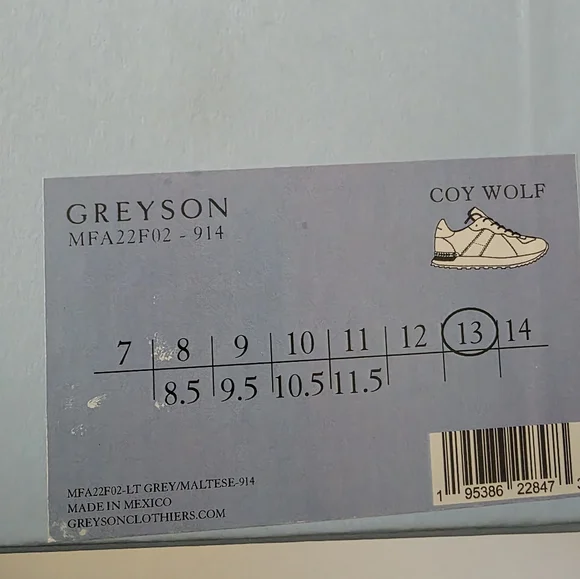 GREYSON
COY WOLF
MFA22F02 - 914
7 8 9 10 11 12 13 14
8.5 9.5 10.5 11.5
MFA22F02-LT GREY/MALTESE-914
MADE IN MEXICO
GREYSONCLOTHIERS.COM
1 95386 22847 3